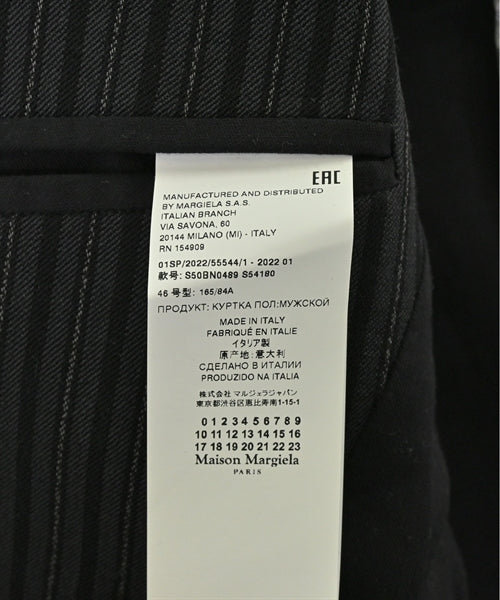 EAC
MANUFACTURED AND DISTRIBUTED
BY MARGIELA S.A.S.
ITALIAN BRANCH
VIA SAVONA, 60
20144 MILANO (MI) - ITALY
RN 154909
01SP/2022/55544/1 - 2022 01
款号: S50BN0489 S54180
46 号型: 165/84A
ПРОДУКТ: КУРТКА ПОЛ:МУЖСКОЙ
MADE IN ITALY
FABRIQUÉ EN ITALIE
イタリア製
原产地:意大利
СДЕЛАНО В ИТАЛИИ
PRODUZIDO NA ITALIA
株式会社 マルジェラジャパン
東京都渋谷区恵比寿南1-15-1
0 1 2 3 4 5 6 7 8 9
10 11 12 13 14 15 16
17 18 19 20 21 22 23
Maison Margiela
PARIS